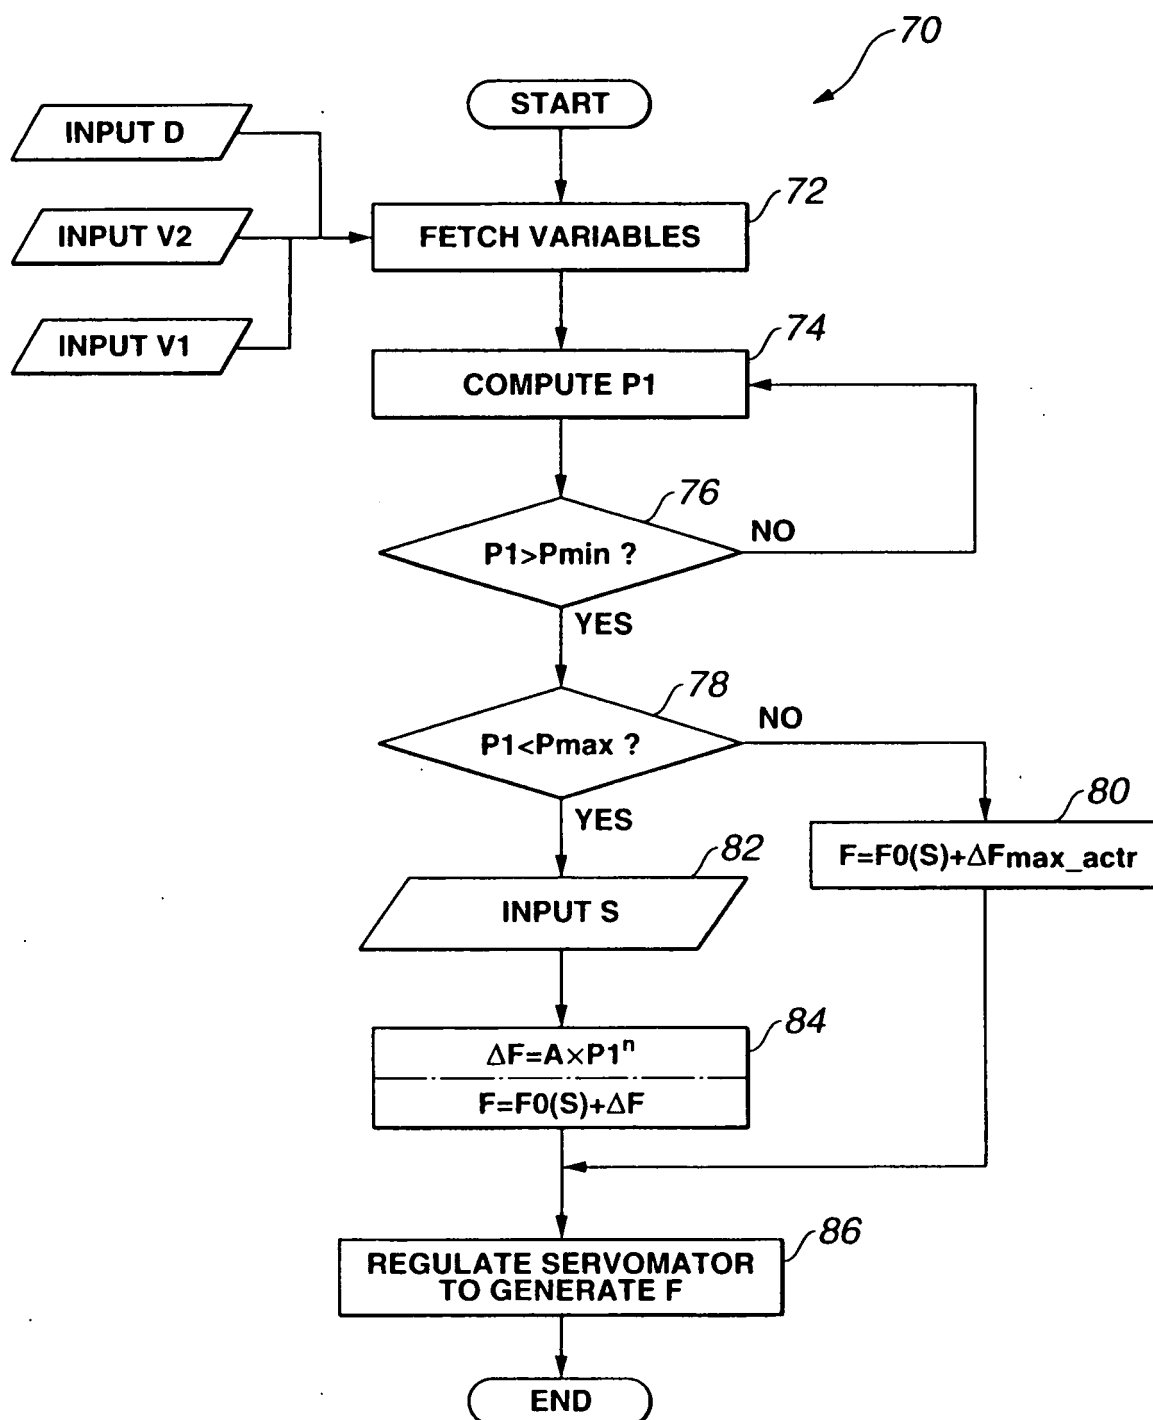 70
START
INPUT D
72
INPUT V2
FETCH VARIABLES
INPUT V1
74
COMPUTE P1
76
P1>Pmin ?
NO
YES
78
P1<Pmax ?
NO
YES
80
F=F0(S)+ΔFmax_actr
82
INPUT S
84
ΔF=A×P1ⁿ
F=F0(S)+ΔF
86
REGULATE SERVOMATOR
TO GENERATE F
END